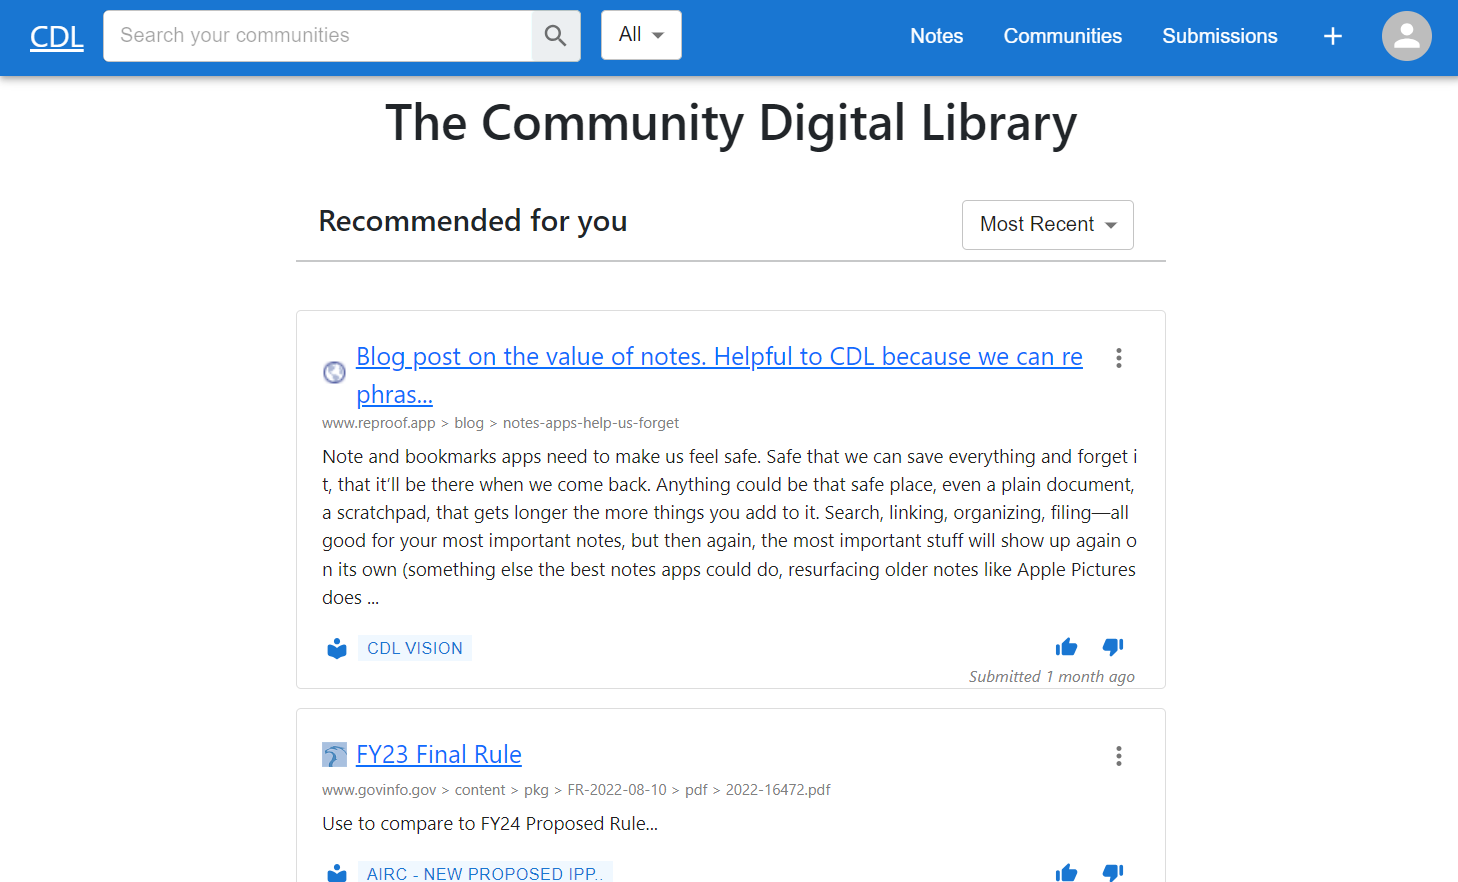 CDL
Search your communities
All
Notes
Communities
Submissions
The Community Digital Library
Recommended for you
Most Recent
Blog post on the value of notes. Helpful to CDL because we can re
phras...
www.reproof.app > blog > notes-apps-help-us-forget
Note and bookmarks apps need to make us feel safe. Safe that we can save everything and forget i
t, that it’ll be there when we come back. Anything could be that safe place, even a plain document,
a scratchpad, that gets longer the more things you add to it. Search, linking, organizing, filing—all
good for your most important notes, but then again, the most important stuff will show up again o
n its own (something else the best notes apps could do, resurfacing older notes like Apple Pictures
does ...
CDL VISION
Submitted 1 month ago
FY23 Final Rule
www.govinfo.gov > content > pkg > FR-2022-08-10 > pdf > 2022-16472.pdf
Use to compare to FY24 Proposed Rule...
AIRC - NEW PROPOSED IPP..